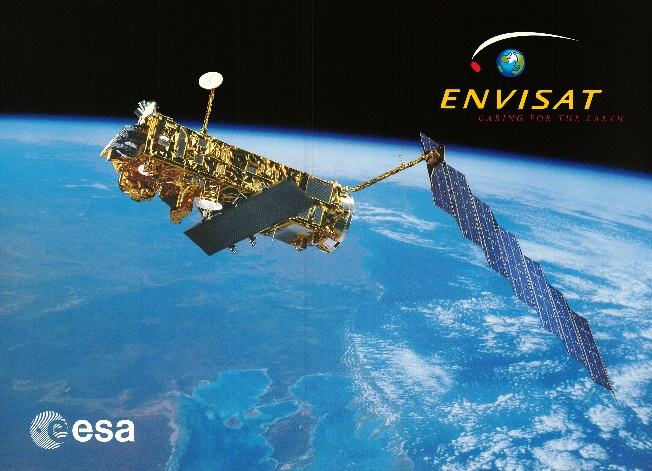 ENVISAT
CARING FOR THE EARTH
esa